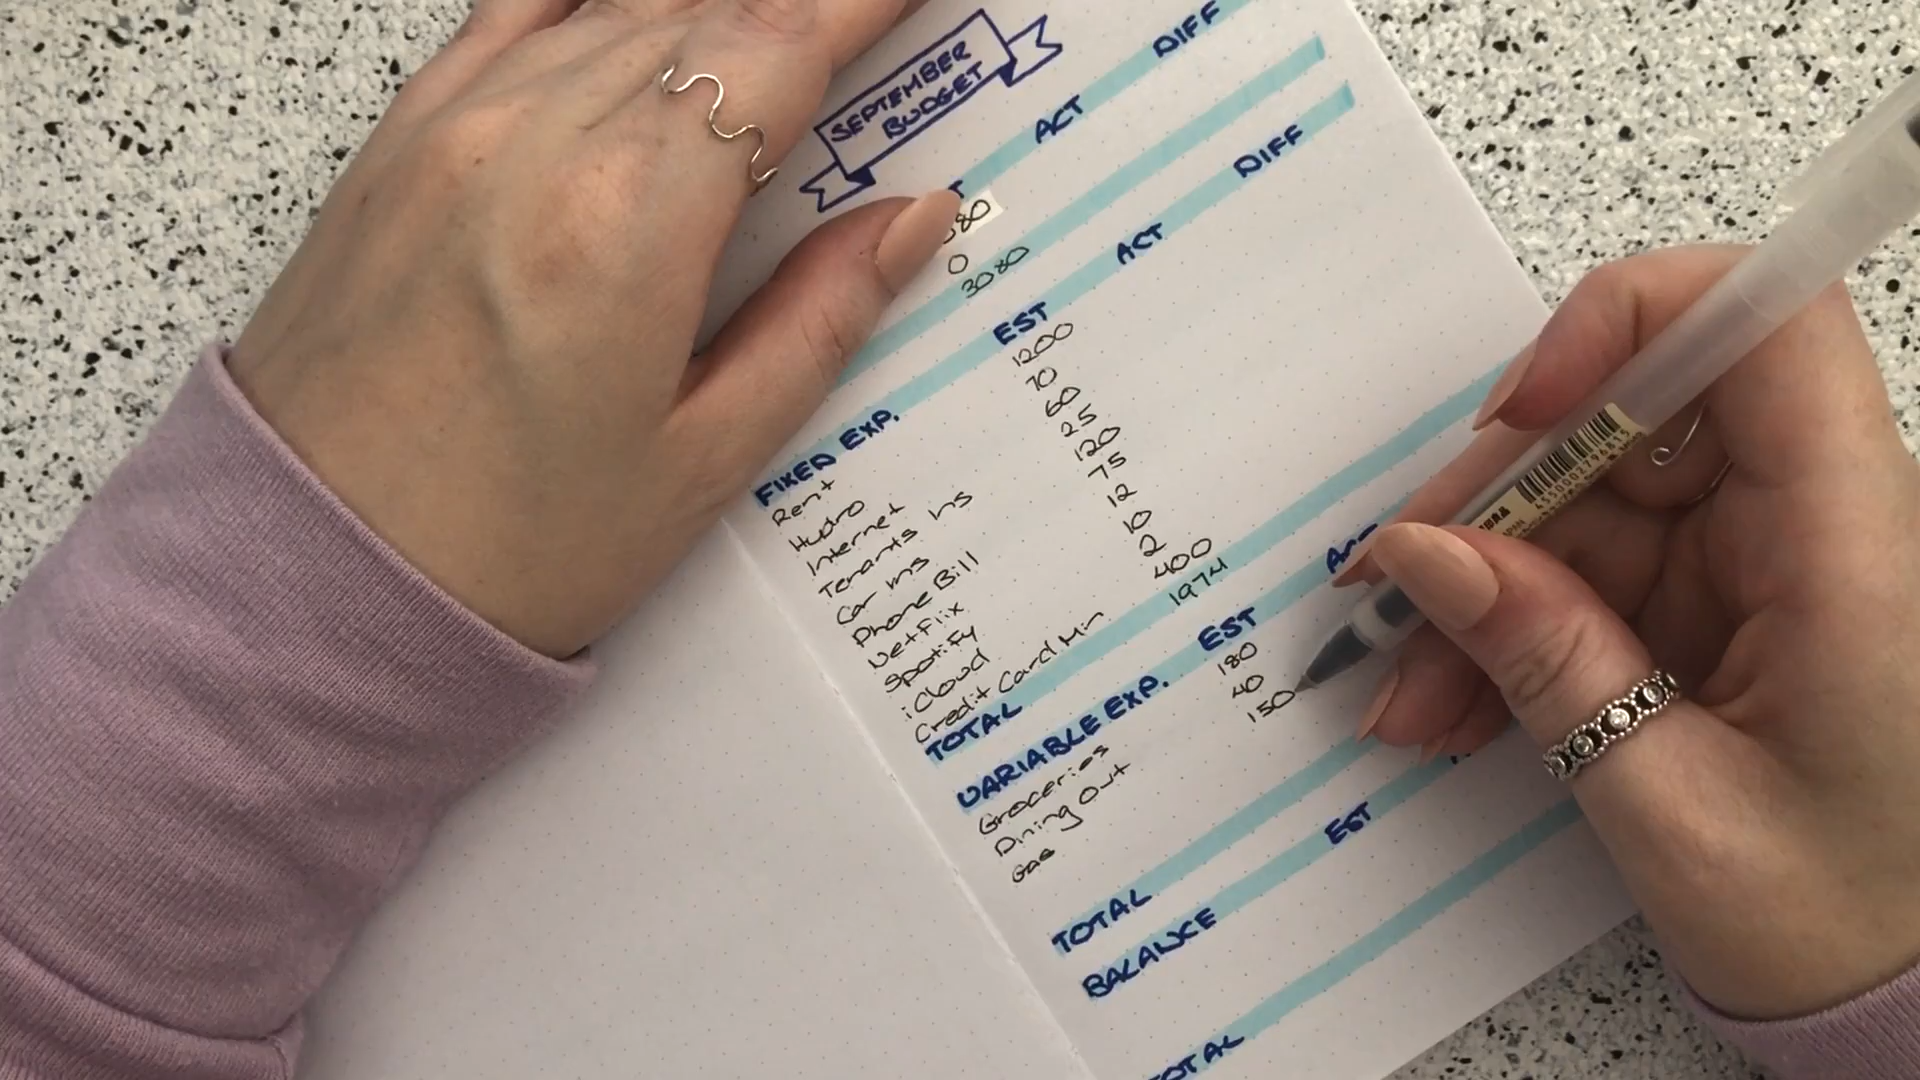 SEPTEMBER
BUDGET
ACT DIFF
80
0
3080
FIXED EXP. EST ACT DIFF
Rent 1200
Hydro 70
Internet 60
Tenants ins 25
Car ins 120
Phone Bill 75
Netflix 12
Spotify 10
iCloud 2
Credit Card Min 400
TOTAL 1974
VARIABLE EXP. EST ACT
Groceries 180
Dining Out 40
Gas 150
TOTAL
BALANCE EST
TOTAL